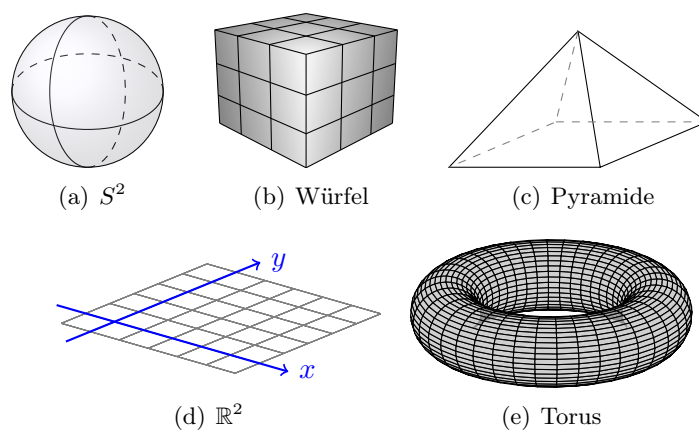 (a) S²
(b) Würfel
(c) Pyramide
y
x
(d) ℝ²
(e) Torus